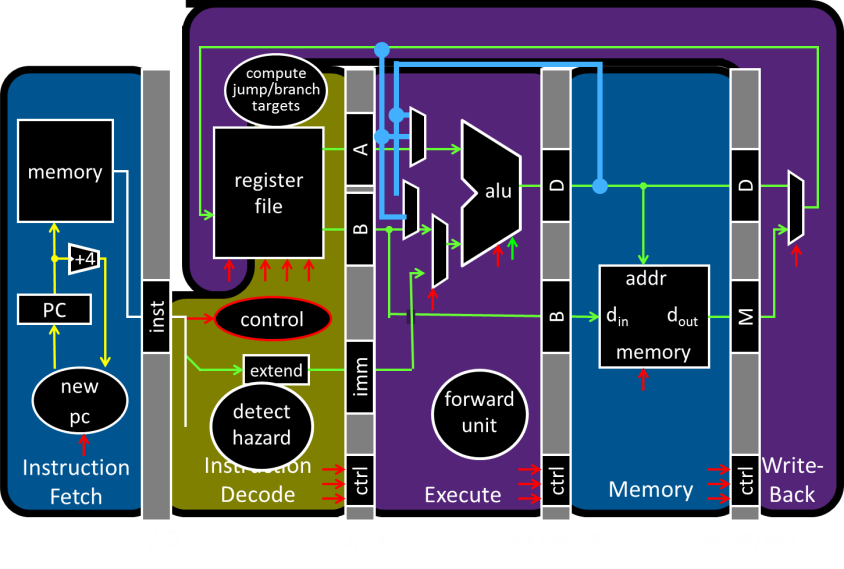 memory
+4
PC
new
pc
Instruction
Fetch
inst
compute
jump/branch
targets
register
file
control
extend
detect
hazard
Instruction
Decode
A
B
imm
ctrl
alu
forward
unit
Execute
D
B
ctrl
addr
din dout
memory
Memory
D
M
ctrl
Write-
Back